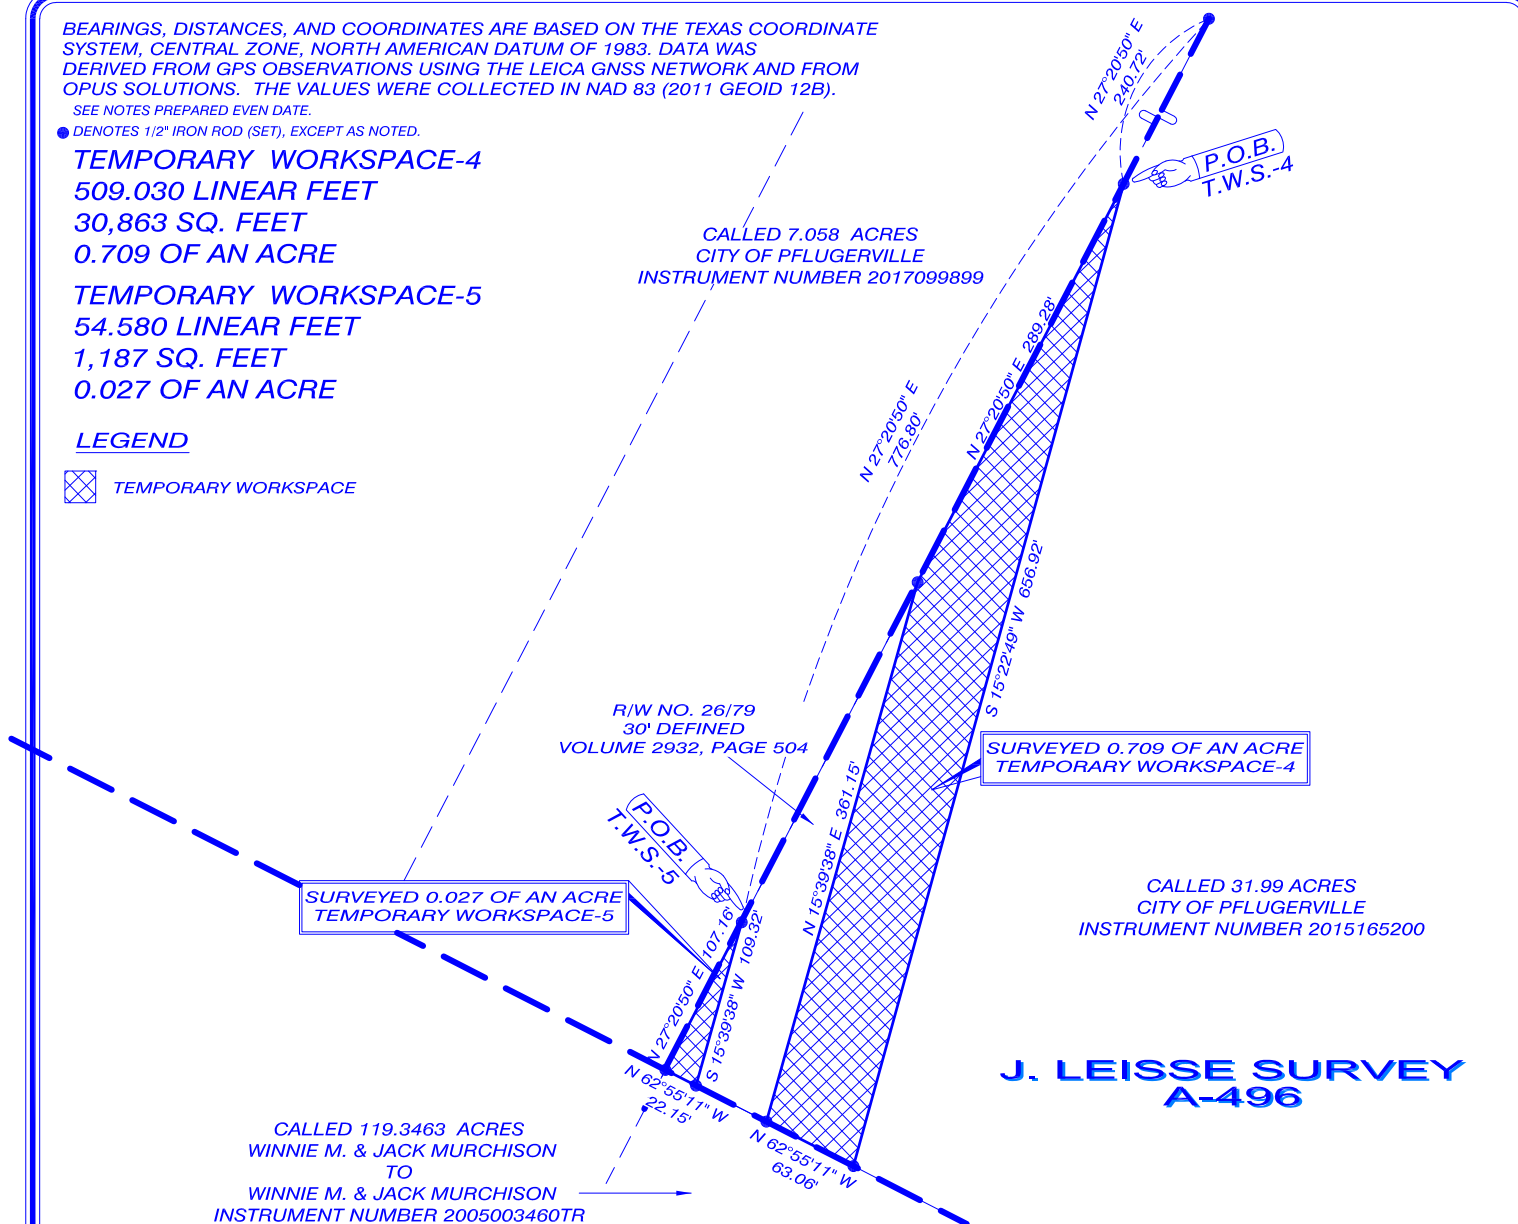 BEARINGS, DISTANCES, AND COORDINATES ARE BASED ON THE TEXAS COORDINATE
SYSTEM, CENTRAL ZONE, NORTH AMERICAN DATUM OF 1983. DATA WAS
DERIVED FROM GPS OBSERVATIONS USING THE LEICA GNSS NETWORK AND FROM
OPUS SOLUTIONS. THE VALUES WERE COLLECTED IN NAD 83 (2011 GEOID 12B).
SEE NOTES PREPARED EVEN DATE.
DENOTES 1/2" IRON ROD (SET), EXCEPT AS NOTED.
TEMPORARY WORKSPACE-4
509.030 LINEAR FEET
30,863 SQ. FEET
0.709 OF AN ACRE
TEMPORARY WORKSPACE-5
54.580 LINEAR FEET
1,187 SQ. FEET
0.027 OF AN ACRE
LEGEND
TEMPORARY WORKSPACE
N 27°20'50" E
240.72'
P.O.B.
T.W.S.-4
CALLED 7.058 ACRES
CITY OF PFLUGERVILLE
INSTRUMENT NUMBER 2017099899
N 27°20'50" E 289.28'
N 27°20'50" E
776.80'
S 15°22'49" W 656.92'
R/W NO. 26/79
30' DEFINED
VOLUME 2932, PAGE 504
SURVEYED 0.709 OF AN ACRE
TEMPORARY WORKSPACE-4
N 15°39'38" E 361.15'
P.O.B.
T.W.S.-5
SURVEYED 0.027 OF AN ACRE
TEMPORARY WORKSPACE-5
CALLED 31.99 ACRES
CITY OF PFLUGERVILLE
INSTRUMENT NUMBER 2015165200
N 27°20'50" E 107.16'
S 15°39'38" W 109.32'
N 62°55'11" W
22.15'
N 62°55'11" W
63.06'
J. LEISSE SURVEY
A-496
CALLED 119.3463 ACRES
WINNIE M. & JACK MURCHISON
TO
WINNIE M. & JACK MURCHISON
INSTRUMENT NUMBER 2005003460TR